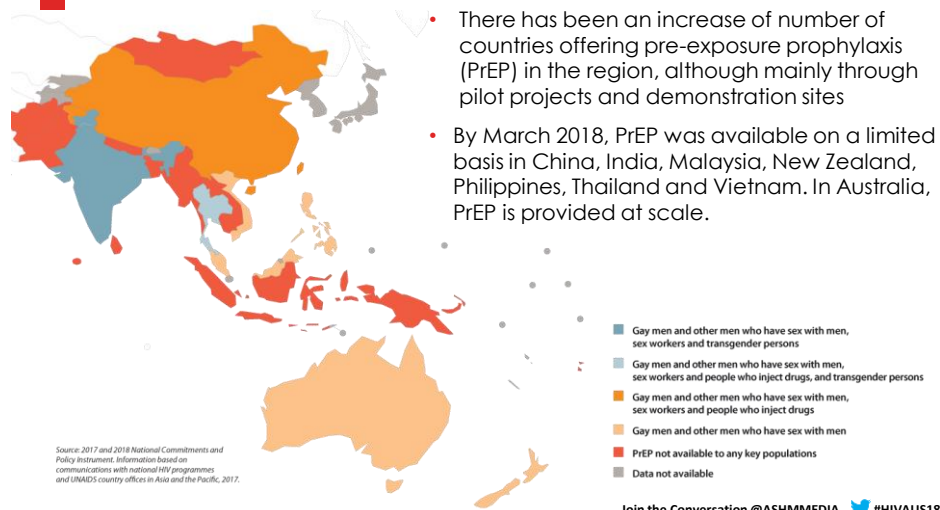 • There has been an increase of number of
countries offering pre-exposure prophylaxis
(PrEP) in the region, although mainly through
pilot projects and demonstration sites
• By March 2018, PrEP was available on a limited
basis in China, India, Malaysia, New Zealand,
Philippines, Thailand and Vietnam. In Australia,
PrEP is provided at scale.
Gay men and other men who have sex with men,
sex workers and transgender persons
Gay men and other men who have sex with men,
sex workers and people who inject drugs, and transgender persons
Gay men and other men who have sex with men,
sex workers and people who inject drugs
Gay men and other men who have sex with men
PrEP not available to any key populations
Data not available
Source: 2017 and 2018 National Commitments and
Policy Instrument. Information based on
communications with national HIV programmes
and UNAIDS country offices in Asia and the Pacific, 2017.
Join the Conversation @ASHMMEDIA #HIVAUS18